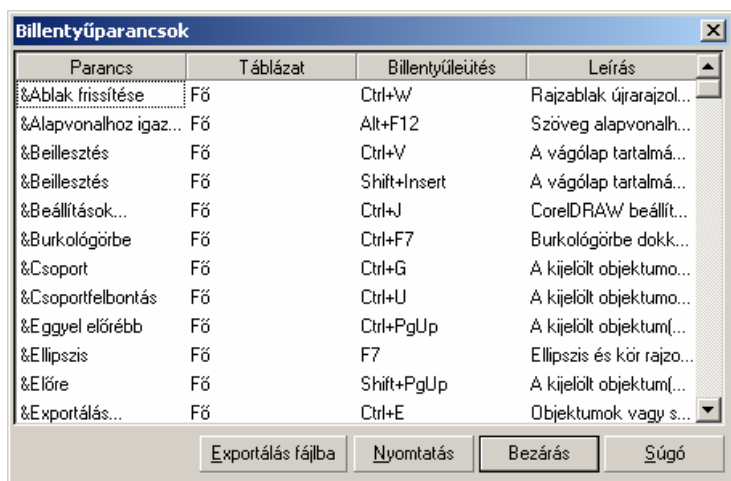 Billentyűparancsok
Parancs Táblázat Billentyűleütés Leírás
&Ablak frissítése Fő Ctrl+W Rajzablak újrarajzol...
&Alapvonalhoz igaz... Fő Alt+F12 Szöveg alapvonalh...
&Beillesztés Fő Ctrl+V A vágólap tartalmá...
&Beillesztés Fő Shift+Insert A vágólap tartalmá...
&Beállítások... Fő Ctrl+J CorelDRAW beállít...
&Burkológörbe Fő Ctrl+F7 Burkológörbe dokk...
&Csoport Fő Ctrl+G A kijelölt objektumo...
&Csoportfelbontás Fő Ctrl+U A kijelölt objektumo...
&Eggyel előrébb Fő Ctrl+PgUp A kijelölt objektum(...
&Ellipszis Fő F7 Ellipszis és kör rajzo...
&Előre Fő Shift+PgUp A kijelölt objektum(...
&Exportálás... Fő Ctrl+E Objektumok vagy s...
Exportálás fájlba Nyomtatás Bezárás Súgó